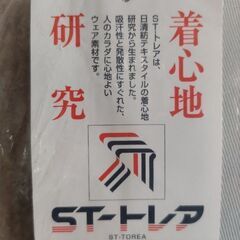 着心地
研究
ST-トレアは、
日清紡テキスタイルの着心地
研究から生まれました。
吸汗性と発散性にすぐれた、
人のカラダに心地よい
ウェア素材です。
ST-トレア
ST-TOREA